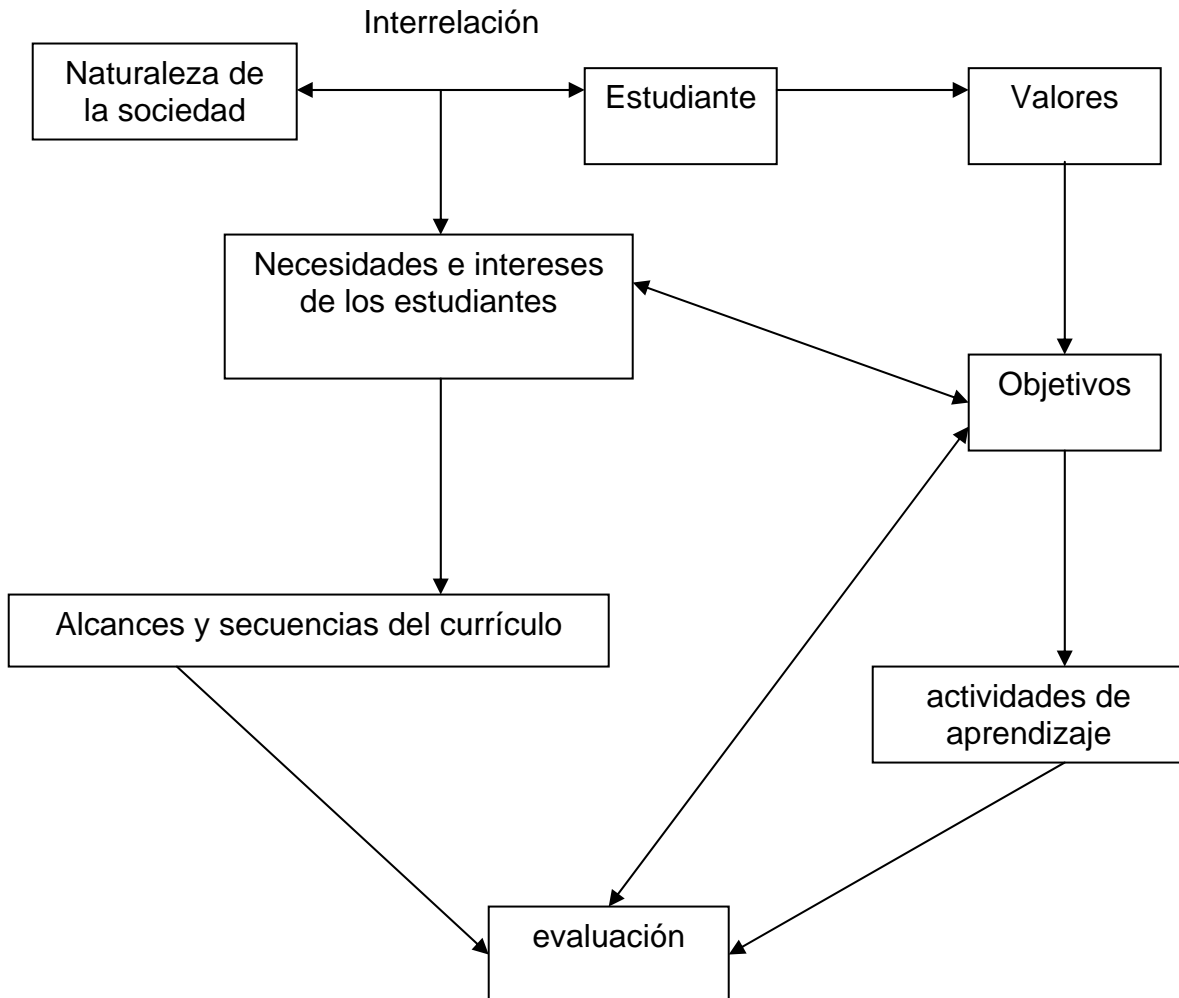 Interrelación
Naturaleza de
la sociedad
Estudiante
Valores
Necesidades e intereses
de los estudiantes
Objetivos
Alcances y secuencias del currículo
actividades de
aprendizaje
evaluación